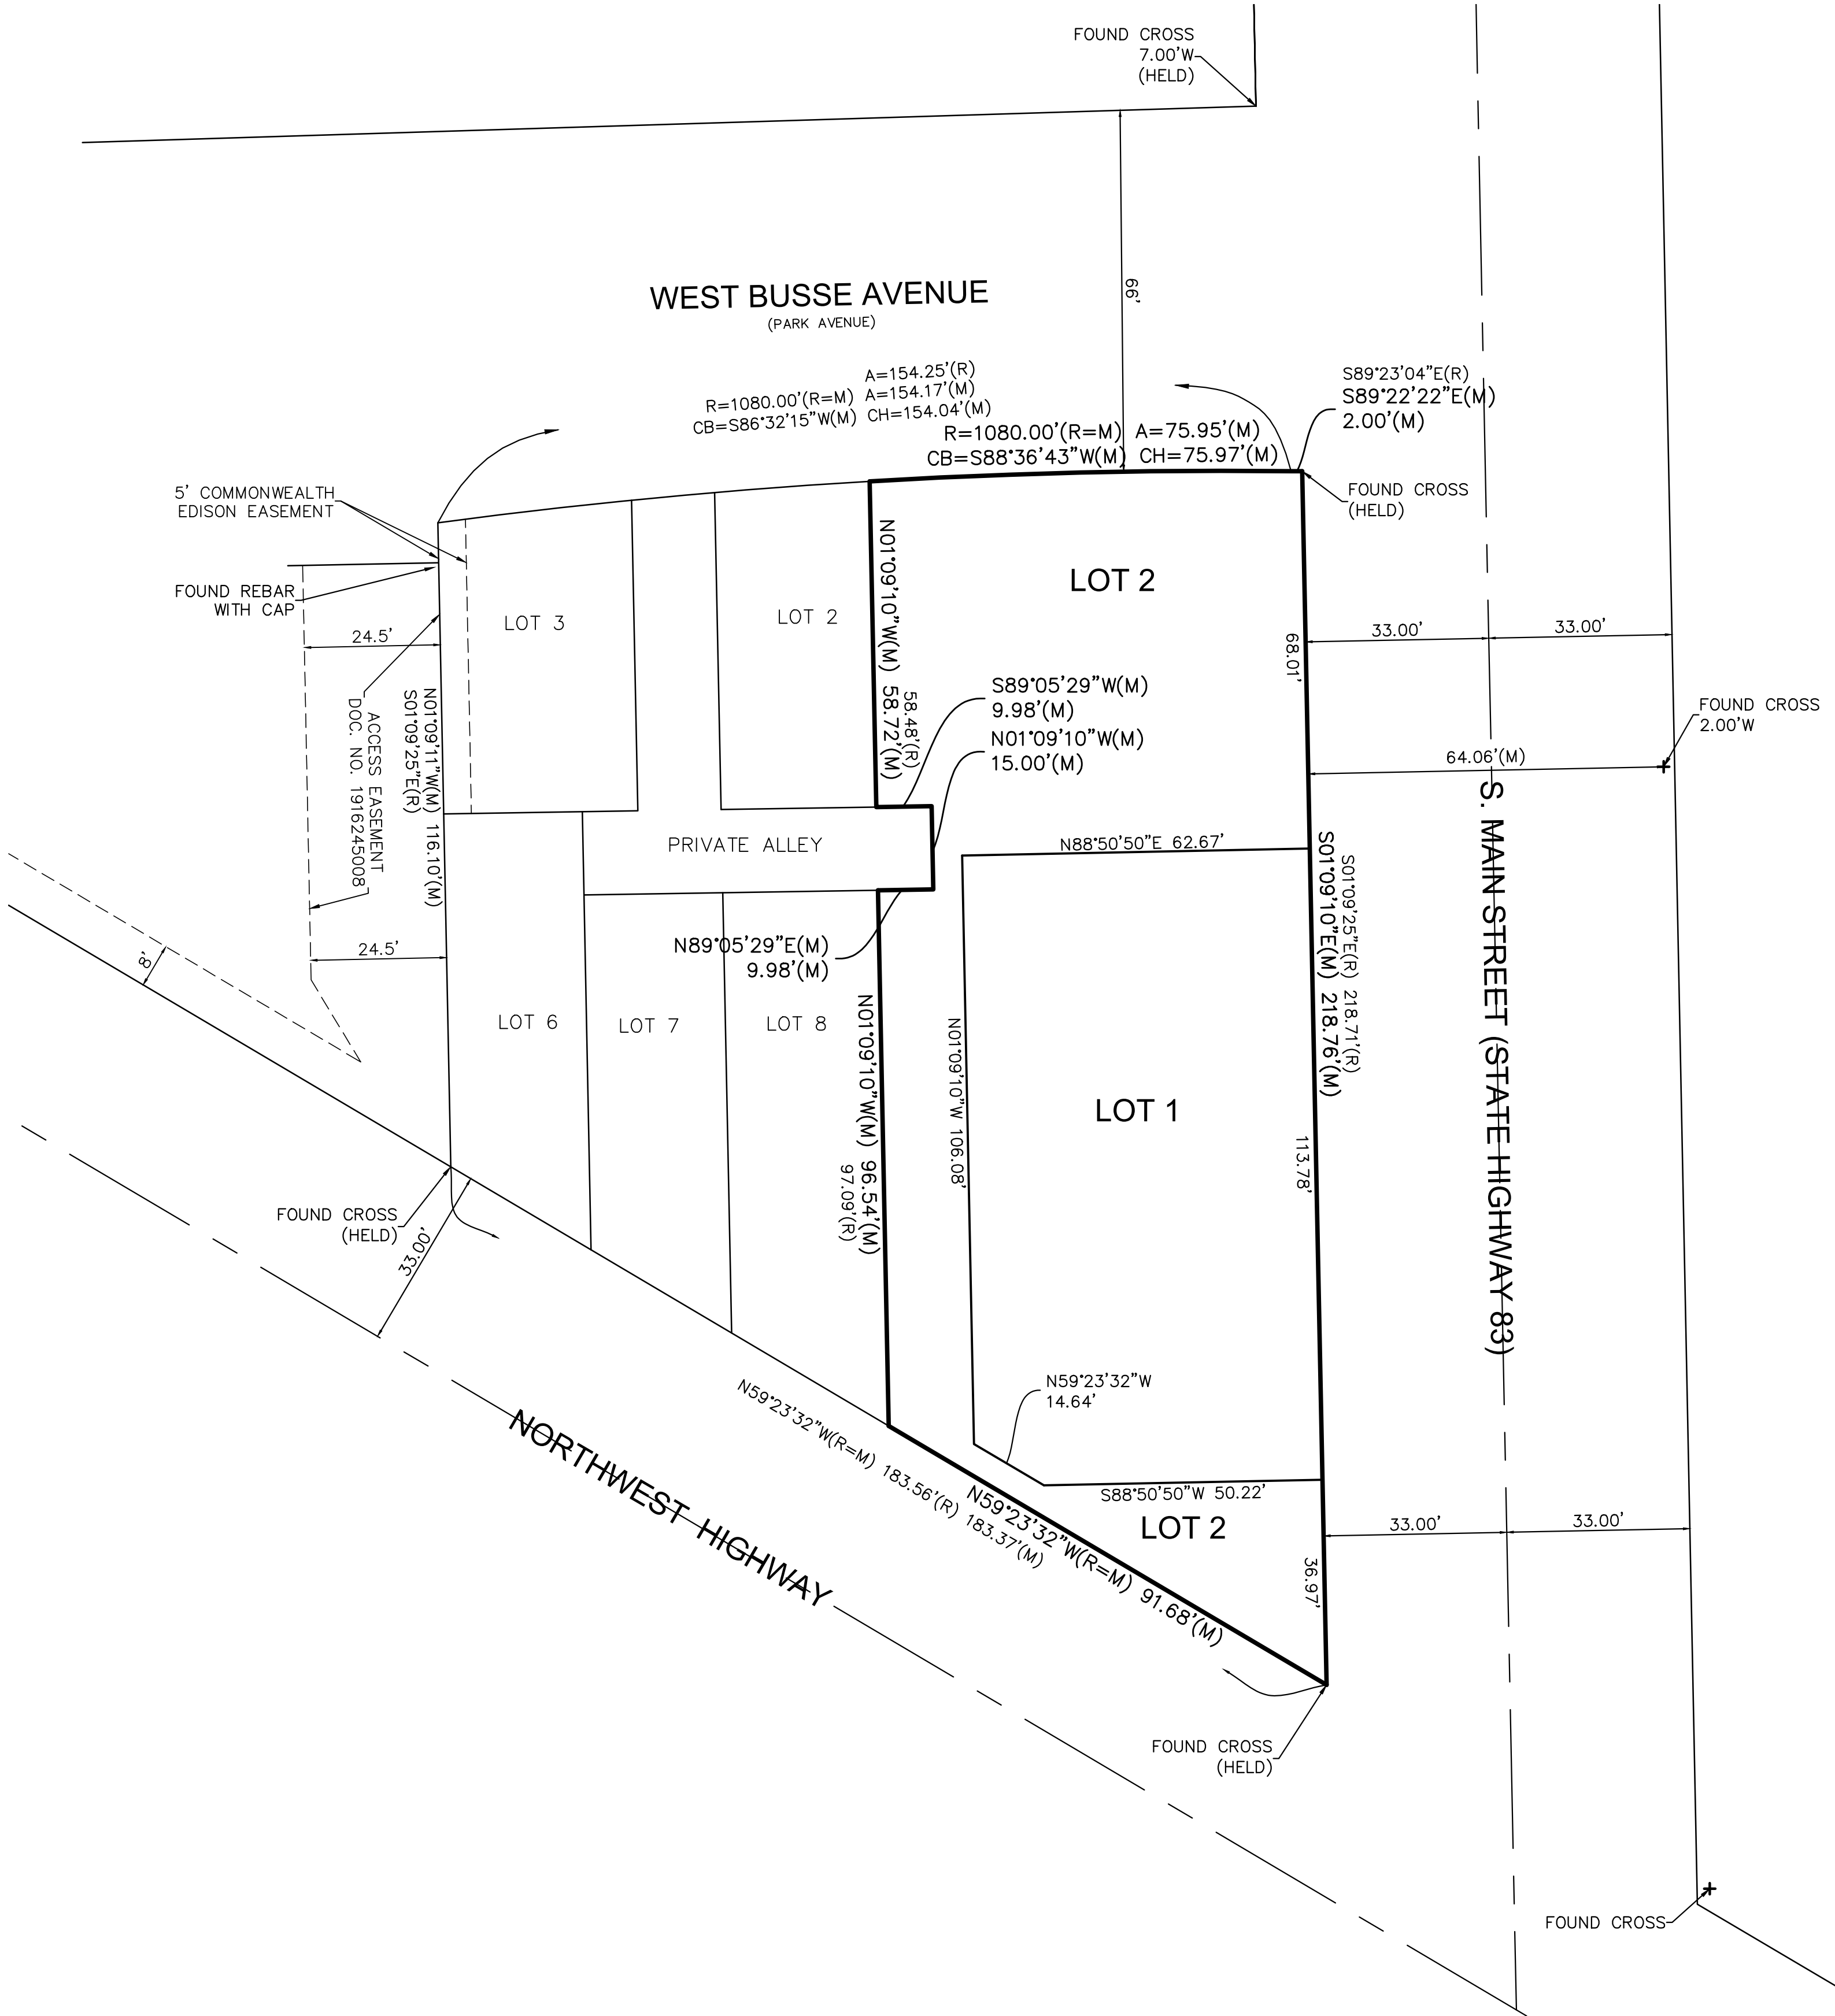 FOUND CROSS
7.00'W
(HELD)
66'
WEST BUSSE AVENUE
(PARK AVENUE)
A=154.25'(R)
R=1080.00'(R=M) A=154.17'(M)
CB=S86°32'15"W(M) CH=154.04'(M)
R=1080.00'(R=M) A=75.95'(M)
CB=S88°36'43"W(M) CH=75.97'(M)
S89°23'04"E(R)
S89°22'22"E(M)
2.00'(M)
FOUND CROSS
(HELD)
5' COMMONWEALTH
EDISON EASEMENT
FOUND REBAR
WITH CAP
24.5'
LOT 3
LOT 2
N01°09'10"W(M) 58.72'(M)
58.48'(R)
LOT 2
68.01'
33.00'
33.00'
S89°05'29"W(M)
9.98'(M)
N01°09'10"W(M)
15.00'(M)
FOUND CROSS
2.00'W
64.06'(M)
ACCESS EASEMENT
DOC. NO. 1916245008
N01°09'11"W(M) 116.10'(M)
S01°09'25"E(R)
PRIVATE ALLEY
N88°50'50"E 62.67'
S01°09'25"E(R) 218.71'(R)
S01°09'10"E(M) 218.76'(M)
S. MAIN STREET (STATE HIGHWAY 83)
8'
24.5'
N89°05'29"E(M)
9.98'(M)
LOT 6
LOT 7
LOT 8
N01°09'10"W(M) 96.54'(M)
97.09'(R)
N01°09'10"W 106.08'
LOT 1
113.78'
FOUND CROSS
(HELD)
33.00'
N59°23'32"W
14.64'
S88°50'50"W 50.22'
LOT 2
36.97'
33.00'
33.00'
N59°23'32"W(R=M) 183.56'(R) 183.37'(M)
N59°23'32"W(R=M) 91.68'(M)
NORTHWEST HIGHWAY
FOUND CROSS
(HELD)
FOUND CROSS